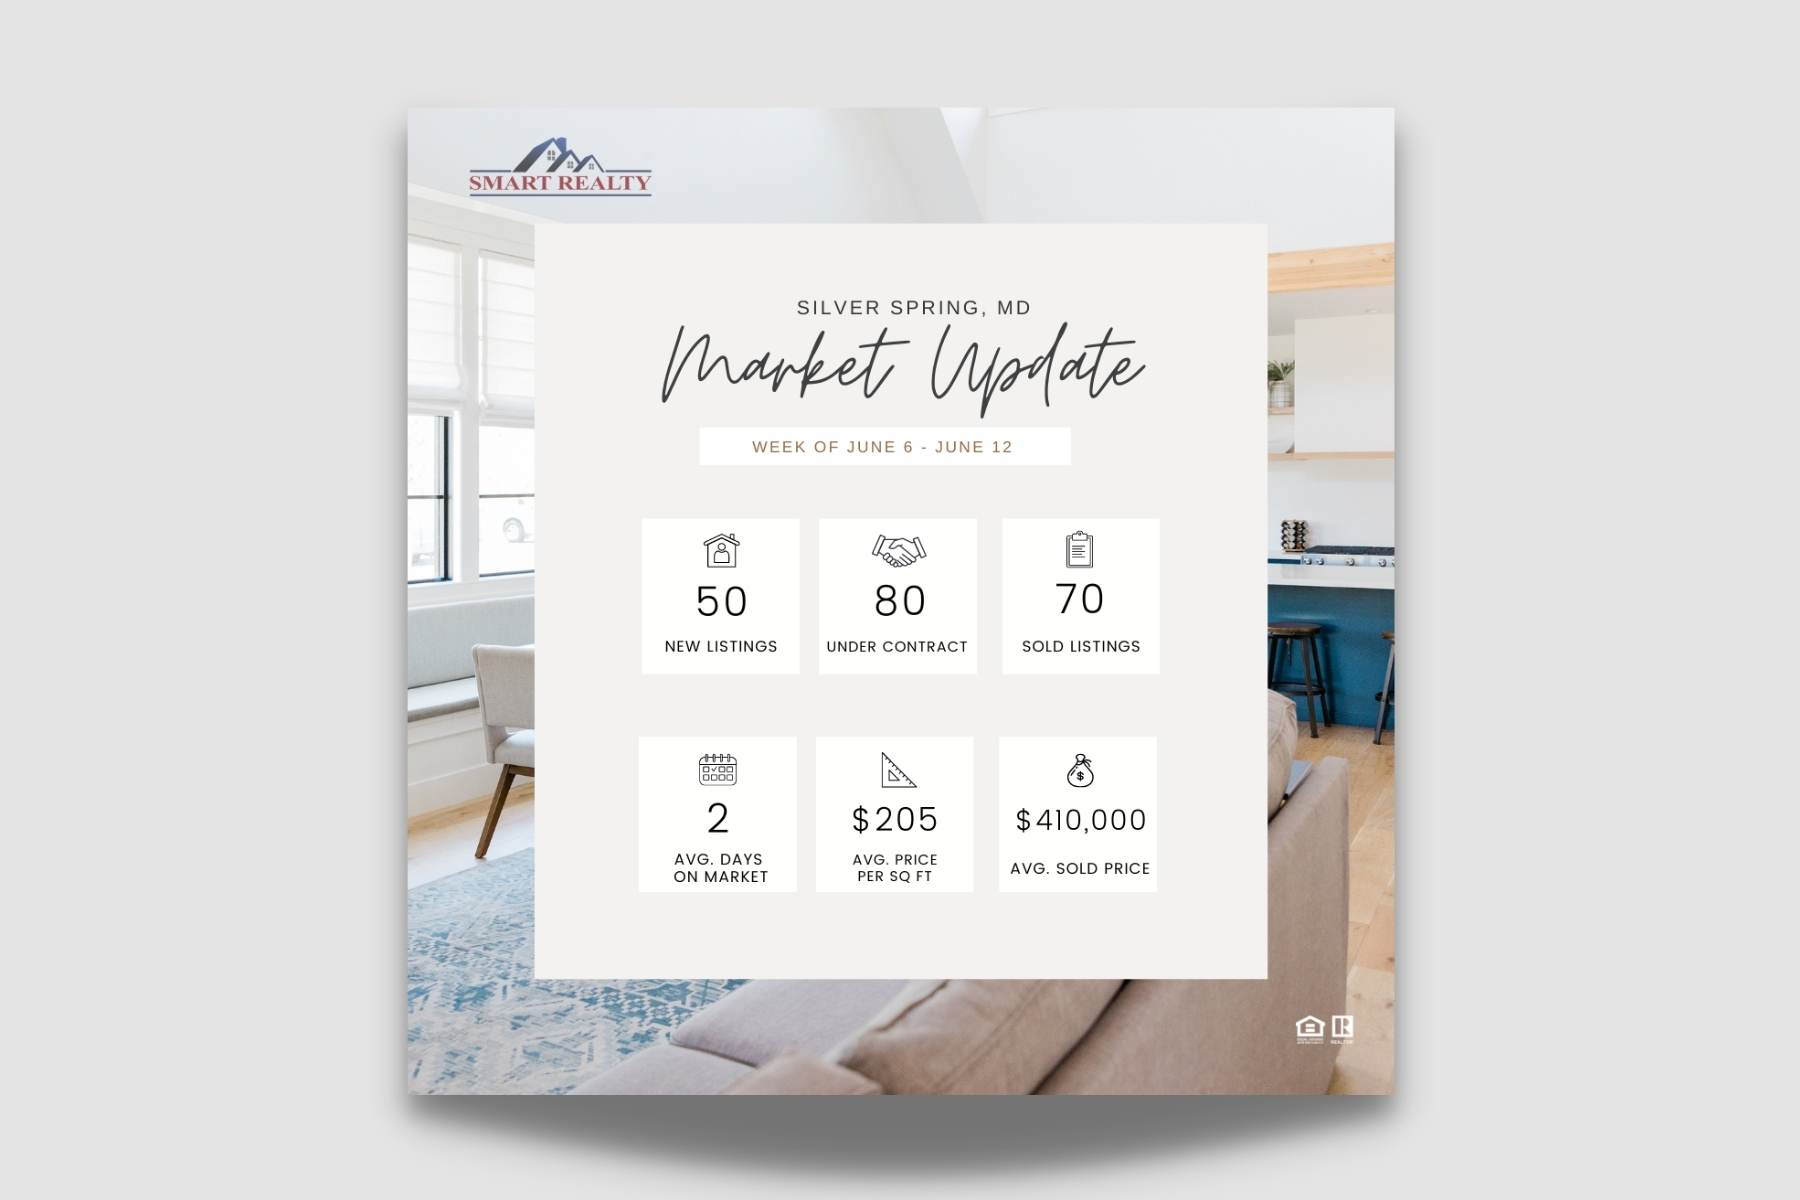 SMART REALTY
SILVER SPRING, MD
Market Update
WEEK OF JUNE 6 - JUNE 12
50
NEW LISTINGS
80
UNDER CONTRACT
70
SOLD LISTINGS
2
AVG. DAYS
ON MARKET
$205
AVG. PRICE
PER SQ FT
$410,000
AVG. SOLD PRICE
REALTOR